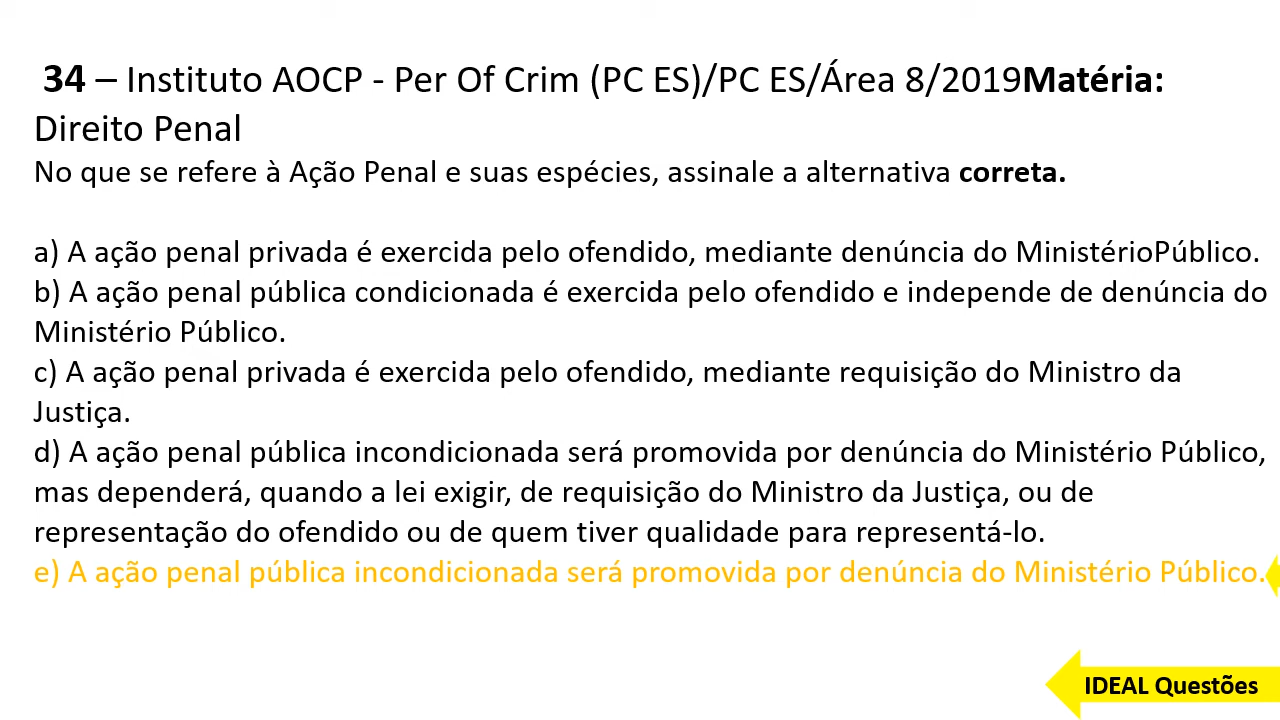 34 – Instituto AOCP - Per Of Crim (PC ES)/PC ES/Área 8/2019Matéria:
Direito Penal
No que se refere à Ação Penal e suas espécies, assinale a alternativa correta.
a) A ação penal privada é exercida pelo ofendido, mediante denúncia do MinistérioPúblico.
b) A ação penal pública condicionada é exercida pelo ofendido e independe de denúncia do
Ministério Público.
c) A ação penal privada é exercida pelo ofendido, mediante requisição do Ministro da
Justiça.
d) A ação penal pública incondicionada será promovida por denúncia do Ministério Público,
mas dependerá, quando a lei exigir, de requisição do Ministro da Justiça, ou de
representação do ofendido ou de quem tiver qualidade para representá-lo.
e) A ação penal pública incondicionada será promovida por denúncia do Ministério Público.
IDEAL Questões